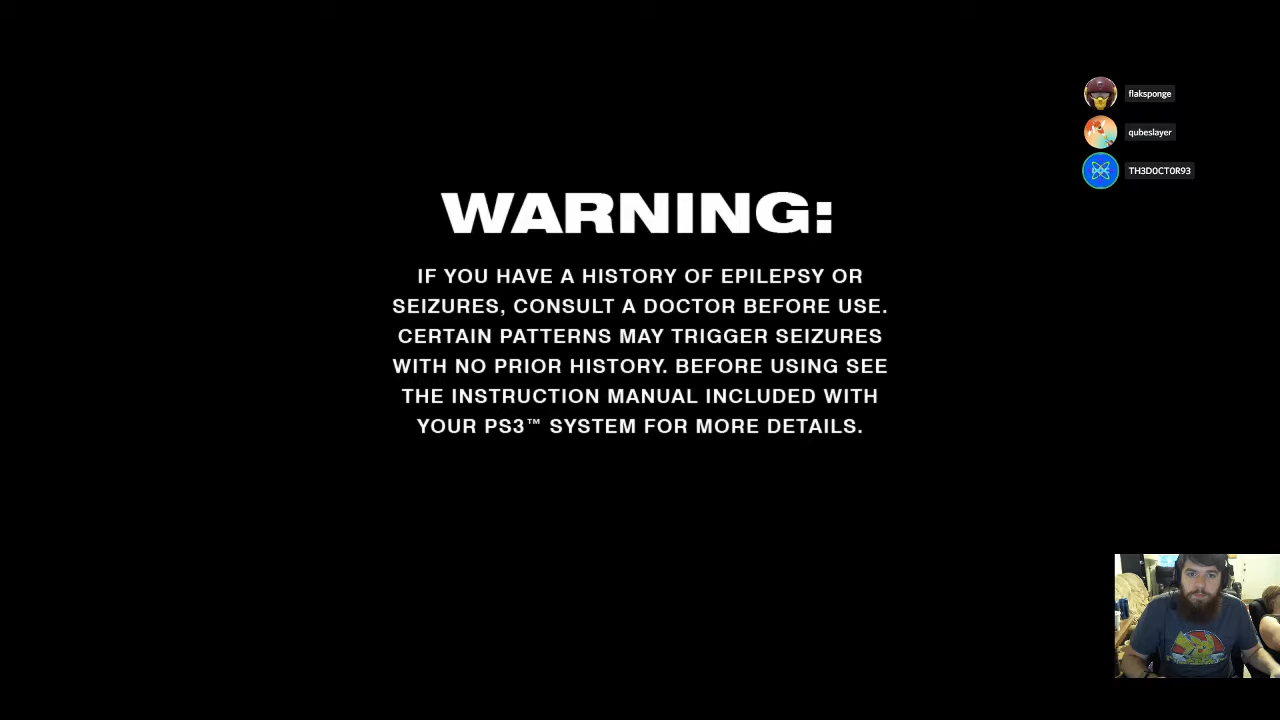 flaksponge
qubeslayer
TH3D0CT0R93
WARNING:
IF YOU HAVE A HISTORY OF EPILEPSY OR
SEIZURES, CONSULT A DOCTOR BEFORE USE.
CERTAIN PATTERNS MAY TRIGGER SEIZURES
WITH NO PRIOR HISTORY. BEFORE USING SEE
THE INSTRUCTION MANUAL INCLUDED WITH
YOUR PS3™ SYSTEM FOR MORE DETAILS.